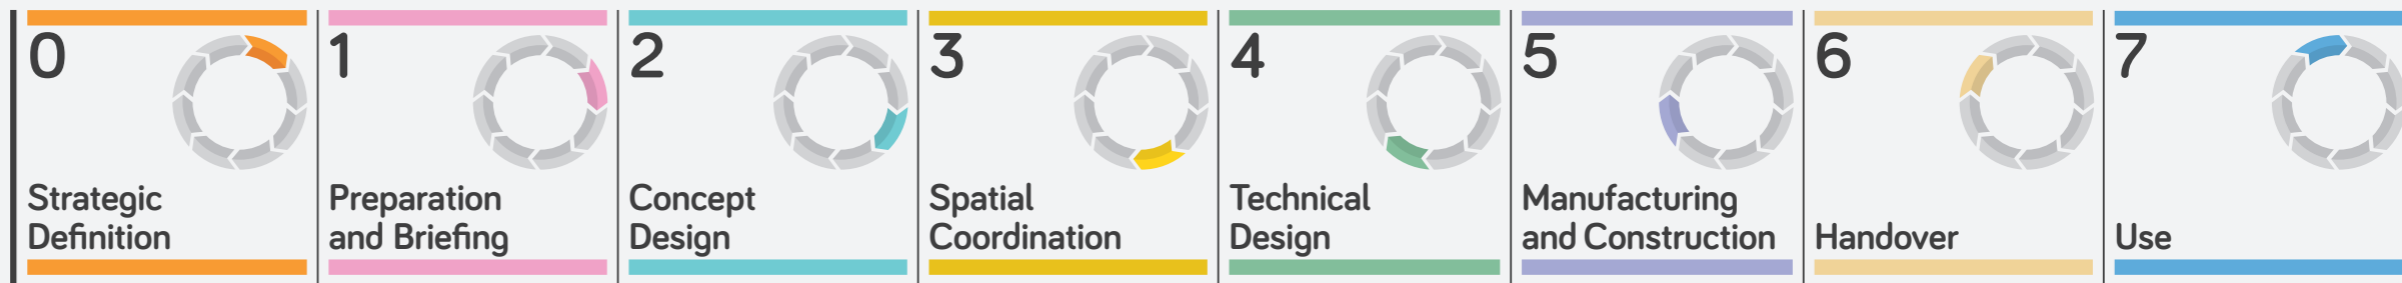 0
Strategic
Definition
1
Preparation
and Briefing
2
Concept
Design
3
Spatial
Coordination
4
Technical
Design
5
Manufacturing
and Construction
6
Handover
7
Use